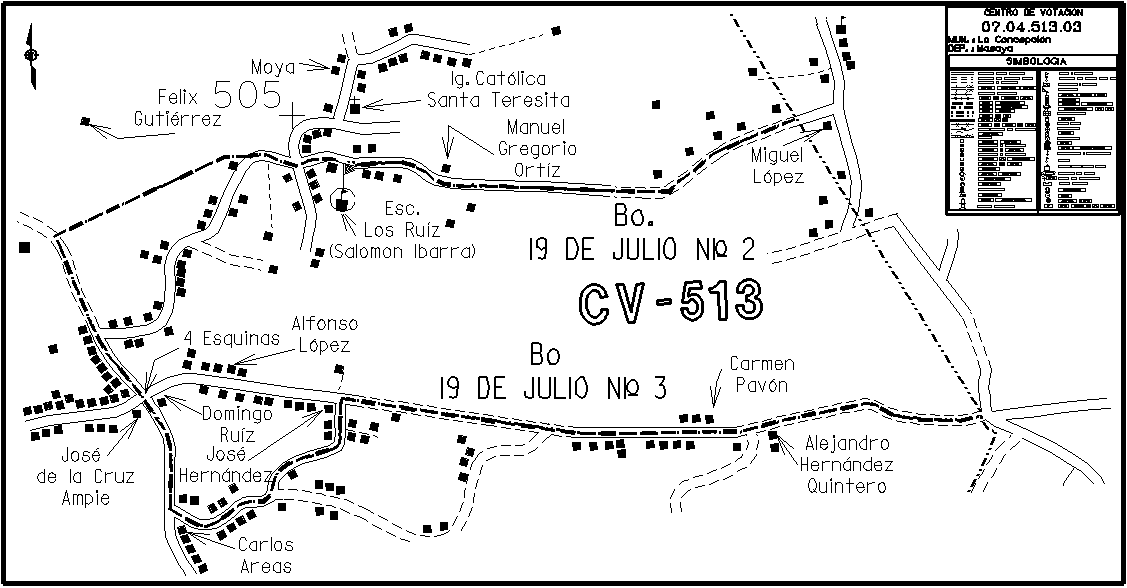 CENTRO DE VOTACION
07.04.513.03
MUN.: La Concepción
DEP.: Masaya
SIMBOLOGIA
Moya
Ig. Católica
Santa Teresita
Felix
Gutiérrez
505
Manuel
Gregorio
Ortíz
Miguel
López
Esc.
Los Ruíz
(Salomon Ibarra)
Bo.
19 DE JULIO No 2
CV-513
4 Esquinas
Alfonso
López
Bo
19 DE JULIO No 3
Carmen
Pavón
Domingo
Ruíz
José
Hernández
José
de la Cruz
Ampie
Alejandro
Hernández
Quintero
Carlos
Areas